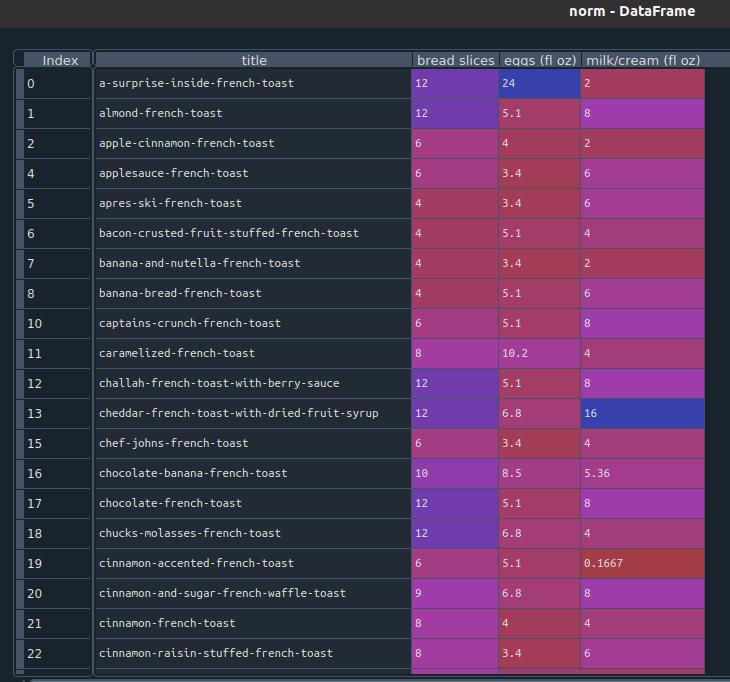 norm - DataFrame
Index title bread slices eggs (fl oz) milk/cream (fl oz)
0 a-surprise-inside-french-toast 12 24 2
1 almond-french-toast 12 5.1 8
2 apple-cinnamon-french-toast 6 4 2
4 applesauce-french-toast 6 3.4 6
5 apres-ski-french-toast 4 3.4 6
6 bacon-crusted-fruit-stuffed-french-toast 4 5.1 4
7 banana-and-nutella-french-toast 4 3.4 2
8 banana-bread-french-toast 4 5.1 6
10 captains-crunch-french-toast 6 5.1 8
11 caramelized-french-toast 8 10.2 4
12 challah-french-toast-with-berry-sauce 12 5.1 8
13 cheddar-french-toast-with-dried-fruit-syrup 12 6.8 16
15 chef-johns-french-toast 6 3.4 4
16 chocolate-banana-french-toast 10 8.5 5.36
17 chocolate-french-toast 12 5.1 8
18 chucks-molasses-french-toast 12 6.8 4
19 cinnamon-accented-french-toast 6 5.1 0.1667
20 cinnamon-and-sugar-french-waffle-toast 9 6.8 8
21 cinnamon-french-toast 8 4 4
22 cinnamon-raisin-stuffed-french-toast 8 3.4 6